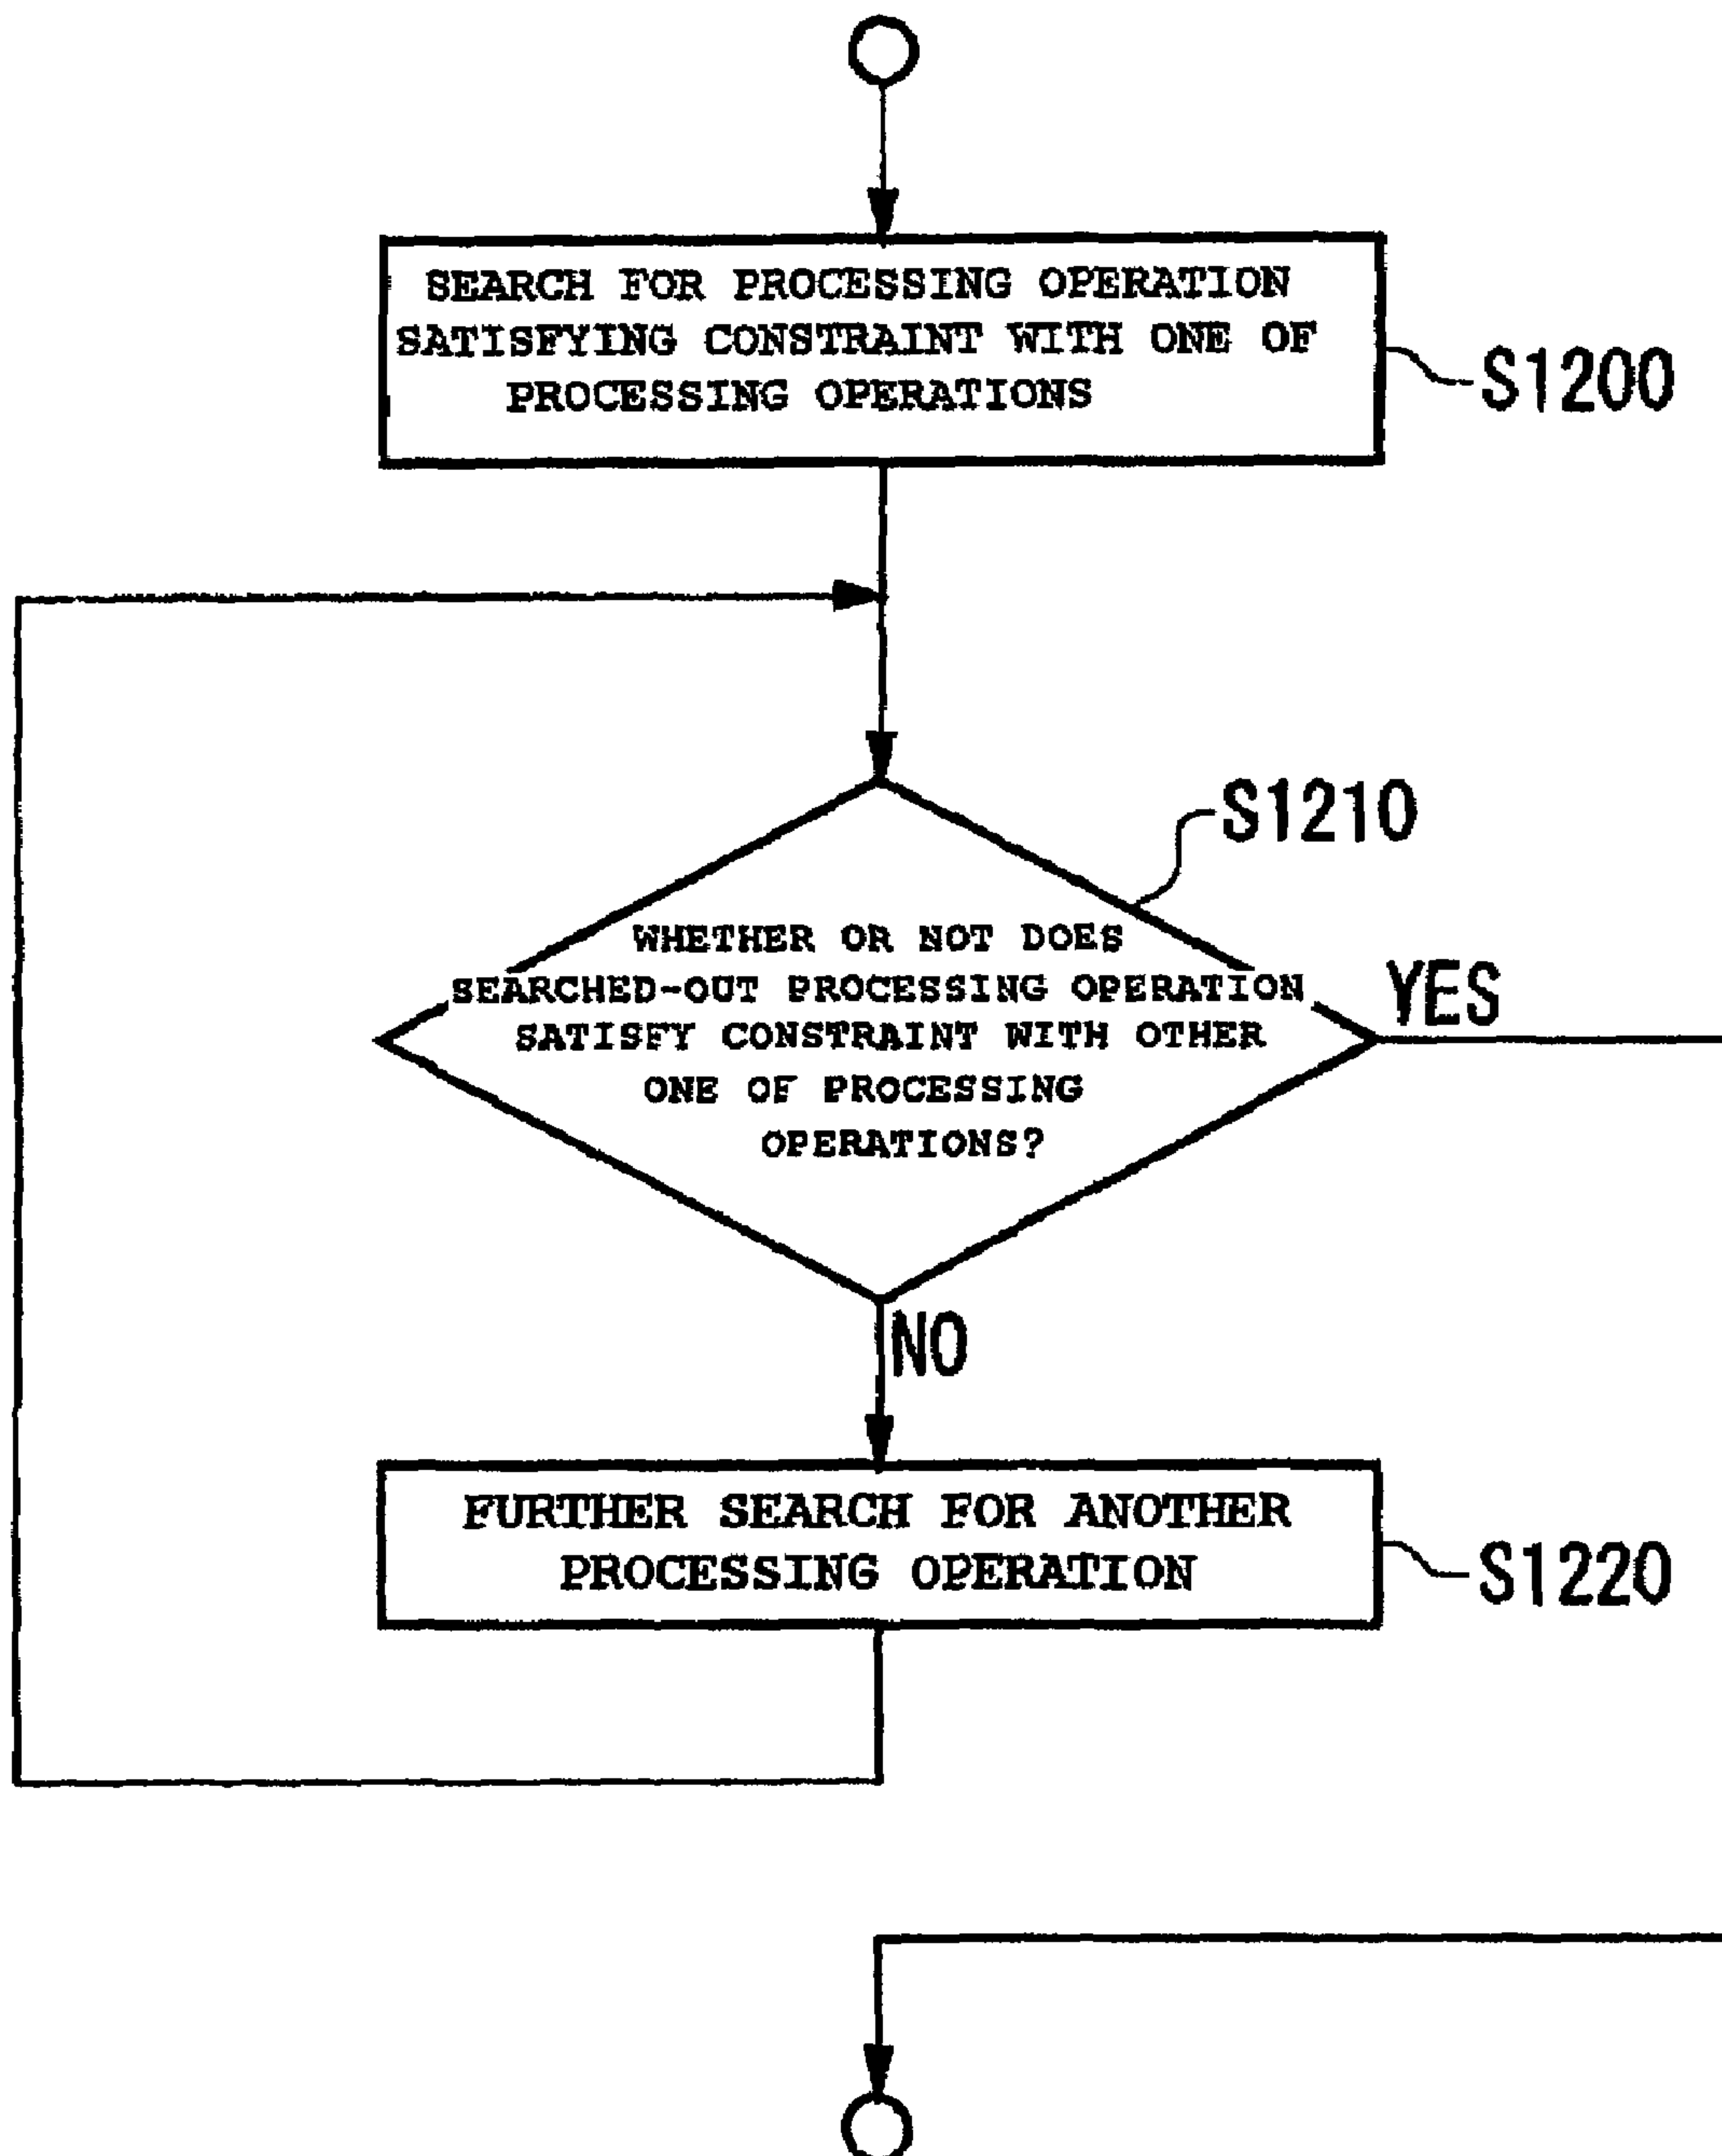 SEARCH FOR PROCESSING OPERATION
SATISFYING CONSTRAINT WITH ONE OF
PROCESSING OPERATIONS
S1200
S1210
WHETHER OR NOT DOES
SEARCHED-OUT PROCESSING OPERATION
SATISFY CONSTRAINT WITH OTHER
ONE OF PROCESSING
OPERATIONS?
YES
NO
FURTHER SEARCH FOR ANOTHER
PROCESSING OPERATION
S1220